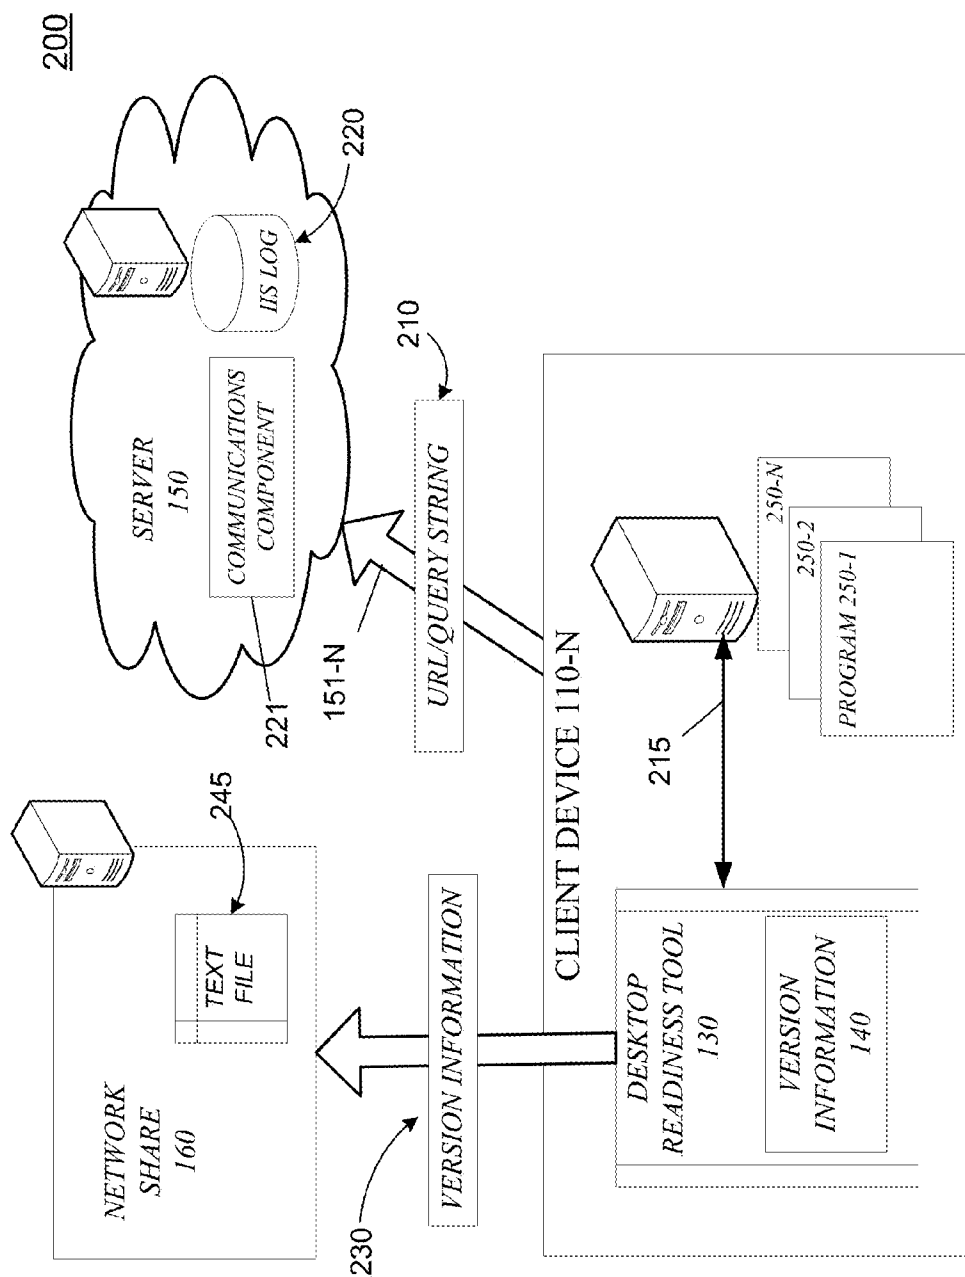 200
NETWORK
SHARE
160
TEXT
FILE
245
SERVER
150
COMMUNICATIONS
COMPONENT
221
IIS LOG
220
230
VERSION INFORMATION
151-N
URL/QUERY STRING
210
CLIENT DEVICE 110-N
DESKTOP
READINESS TOOL
130
VERSION
INFORMATION
140
215
250-N
250-2
PROGRAM 250-1